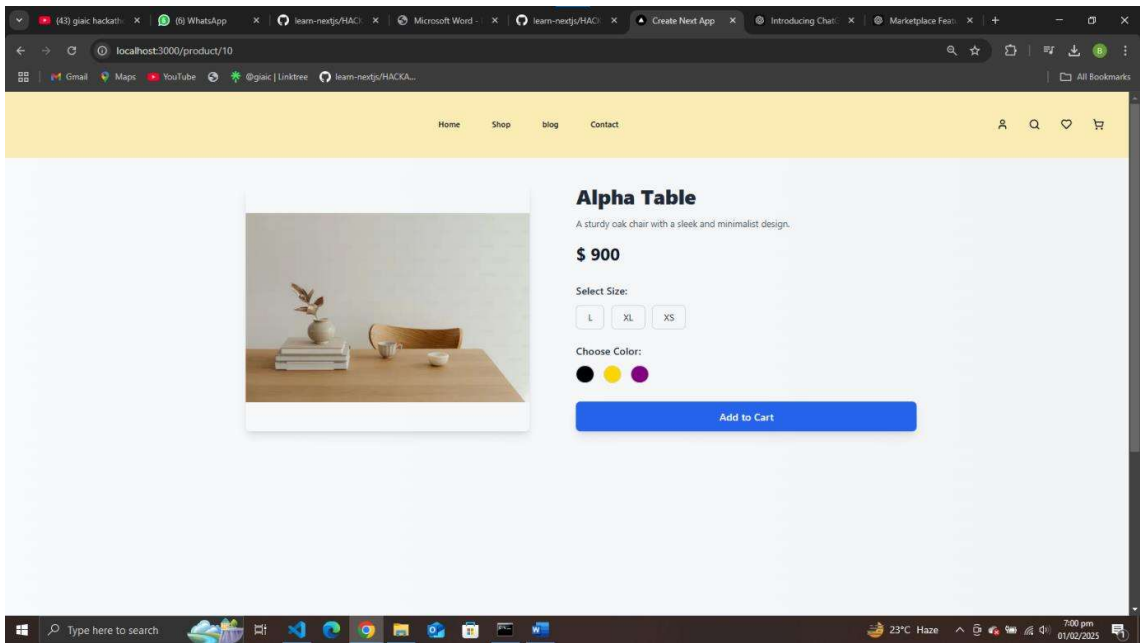 (43) giaic hackath
(6) WhatsApp
learn-nextjs/HACK
Microsoft Word -
learn-nextjs/HACK
Create Next App
Introducing Chat
Marketplace Feat
localhost:3000/product/10
Gmail
Maps
YouTube
@giaic | Linktree
learn-nextjs/HACKA...
All Bookmarks
Home
Shop
blog
Contact
Alpha Table
A sturdy oak chair with a sleek and minimalist design.
$ 900
Select Size:
L
XL
XS
Choose Color:
Add to Cart
Type here to search
23°C Haze
7:00 pm
01/02/2025